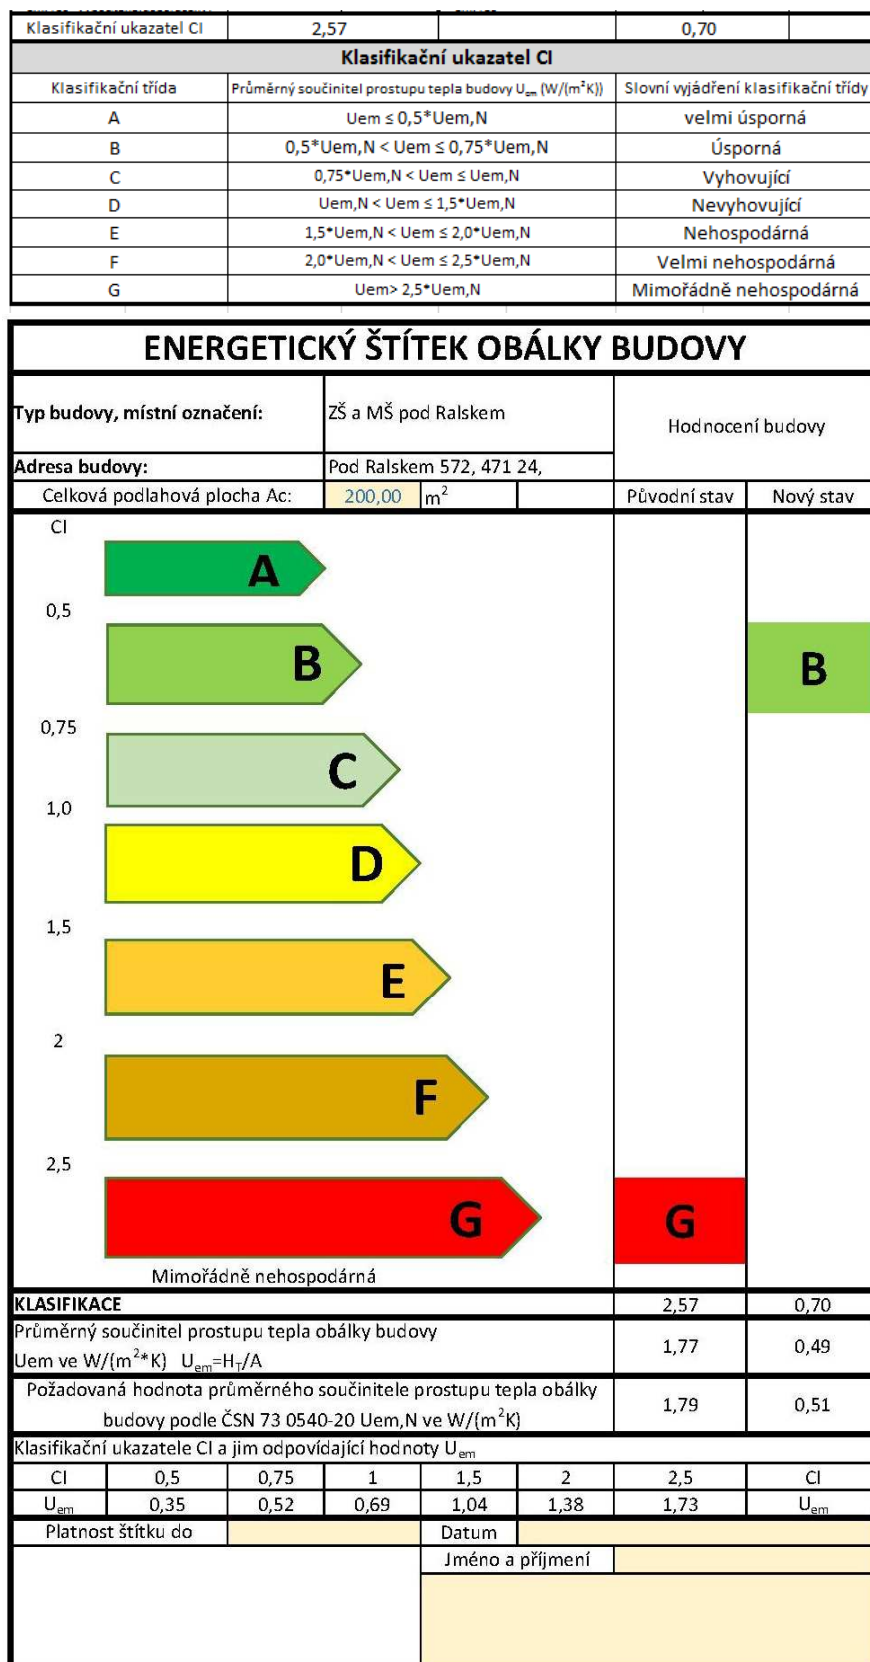 Klasifikační ukazatel CI 2,57 0,70
Klasifikační ukazatel CI
Klasifikační třída Průměrný součinitel prostupu tepla budovy Uem (W/(m²K)) Slovní vyjádření klasifikační třídy
A Uem ≤ 0,5*Uem,N velmi úsporná
B 0,5*Uem,N < Uem ≤ 0,75*Uem,N Úsporná
C 0,75*Uem,N < Uem ≤ Uem,N Vyhovující
D Uem,N < Uem ≤ 1,5*Uem,N Nevyhovující
E 1,5*Uem,N < Uem ≤ 2,0*Uem,N Nehospodárná
F 2,0*Uem,N < Uem ≤ 2,5*Uem,N Velmi nehospodárná
G Uem> 2,5*Uem,N Mimořádně nehospodárná
ENERGETICKÝ ŠTÍTEK OBÁLKY BUDOVY
Typ budovy, místní označení: ZŠ a MŠ pod Ralskem Hodnocení budovy
Adresa budovy: Pod Ralskem 572, 471 24,
Celková podlahová plocha Ac: 200,00 m² Původní stav Nový stav
CI
A
0,5
B B
0,75
C
1,0
D
1,5
E
2
F
2,5
G G
Mimořádně nehospodárná
KLASIFIKACE 2,57 0,70
Průměrný součinitel prostupu tepla obálky budovy
Uem ve W/(m²*K) Uem=HT/A 1,77 0,49
Požadovaná hodnota průměrného součinitele prostupu tepla obálky
budovy podle ČSN 73 0540-20 Uem,N ve W/(m²K) 1,79 0,51
Klasifikační ukazatele CI a jim odpovídající hodnoty Uem
CI 0,5 0,75 1 1,5 2 2,5 CI
Uem 0,35 0,52 0,69 1,04 1,38 1,73 Uem
Platnost štítku do Datum
Jméno a příjmení